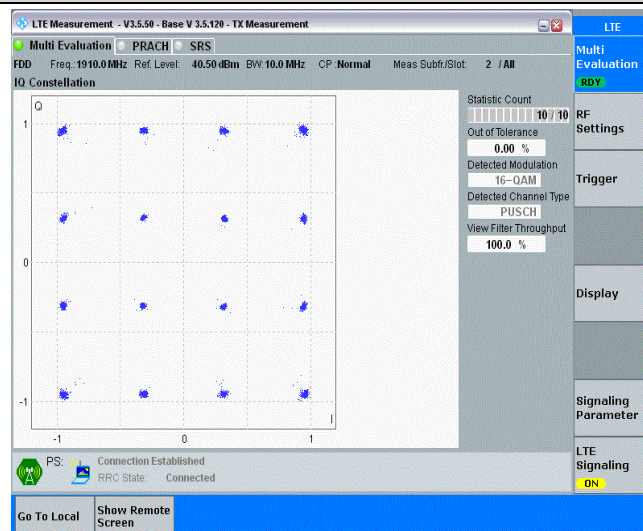 LTE Measurement - V3.5.50 - Base V 3.5.120 - TX Measurement
LTE
Multi Evaluation PRACH SRS
FDD Freq.:1910.0 MHz Ref. Level: 40.50 dBm BW:10.0 MHz CP :Normal Meas Subfr./Slot: 2 / All
IQ Constellation
Q
1
0
-1
-1 0 1
I
Statistic Count
10 / 10
Out of Tolerance
0.00 %
Detected Modulation
16-QAM
Detected Channel Type
PUSCH
View Filter Throughput
100.0 %
Multi
Evaluation
RDY
RF
Settings
Trigger
Display
Signaling
Parameter
LTE
Signaling
ON
PS: Connection Established
RRC State: Connected
Go To Local
Show Remote
Screen